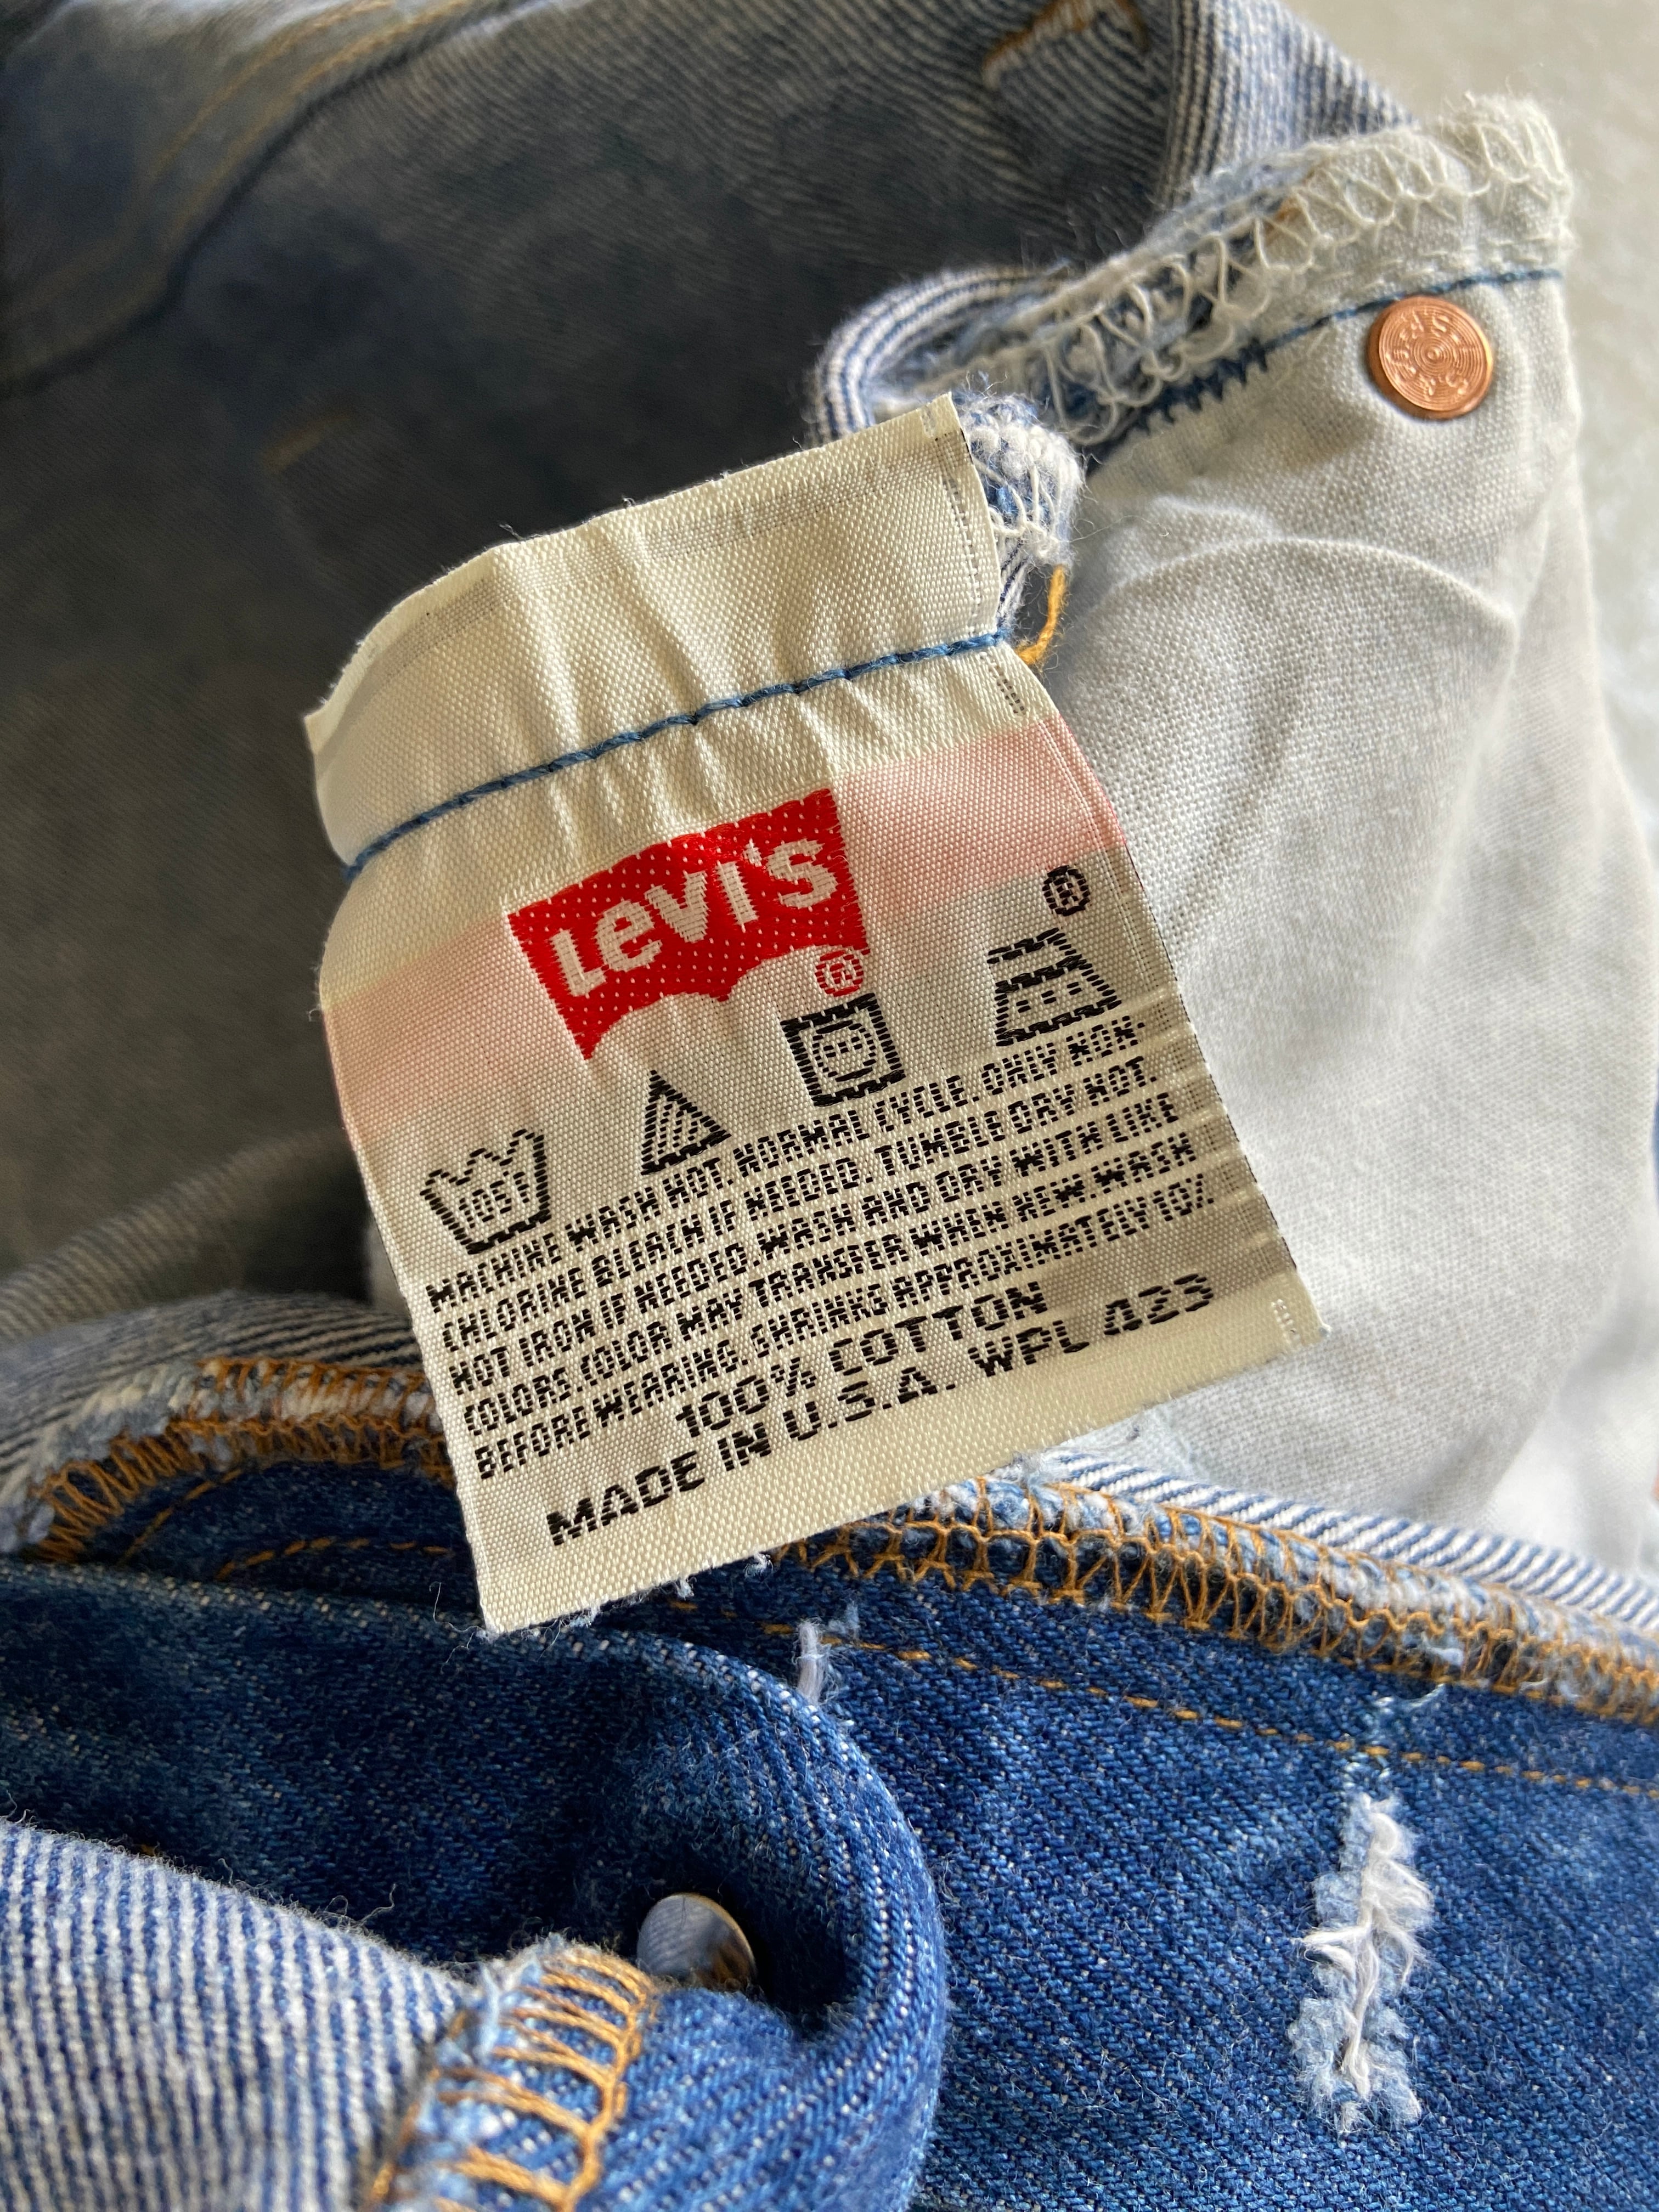 LEVI'S
®
®
105F
MACHINE WASH HOT. NORMAL CYCLE. ONLY NON-
CHLORINE BLEACH IF NEEDED. TUMBLE DRY HOT.
HOT IRON IF NEEDED. WASH AND DRY WITH LIKE
COLORS. COLOR MAY TRANSFER WHEN NEW. WASH
BEFORE WEARING. SHRINKS APPROXIMATELY 10%
100% COTTON
MADE IN U.S.A. WPL 423